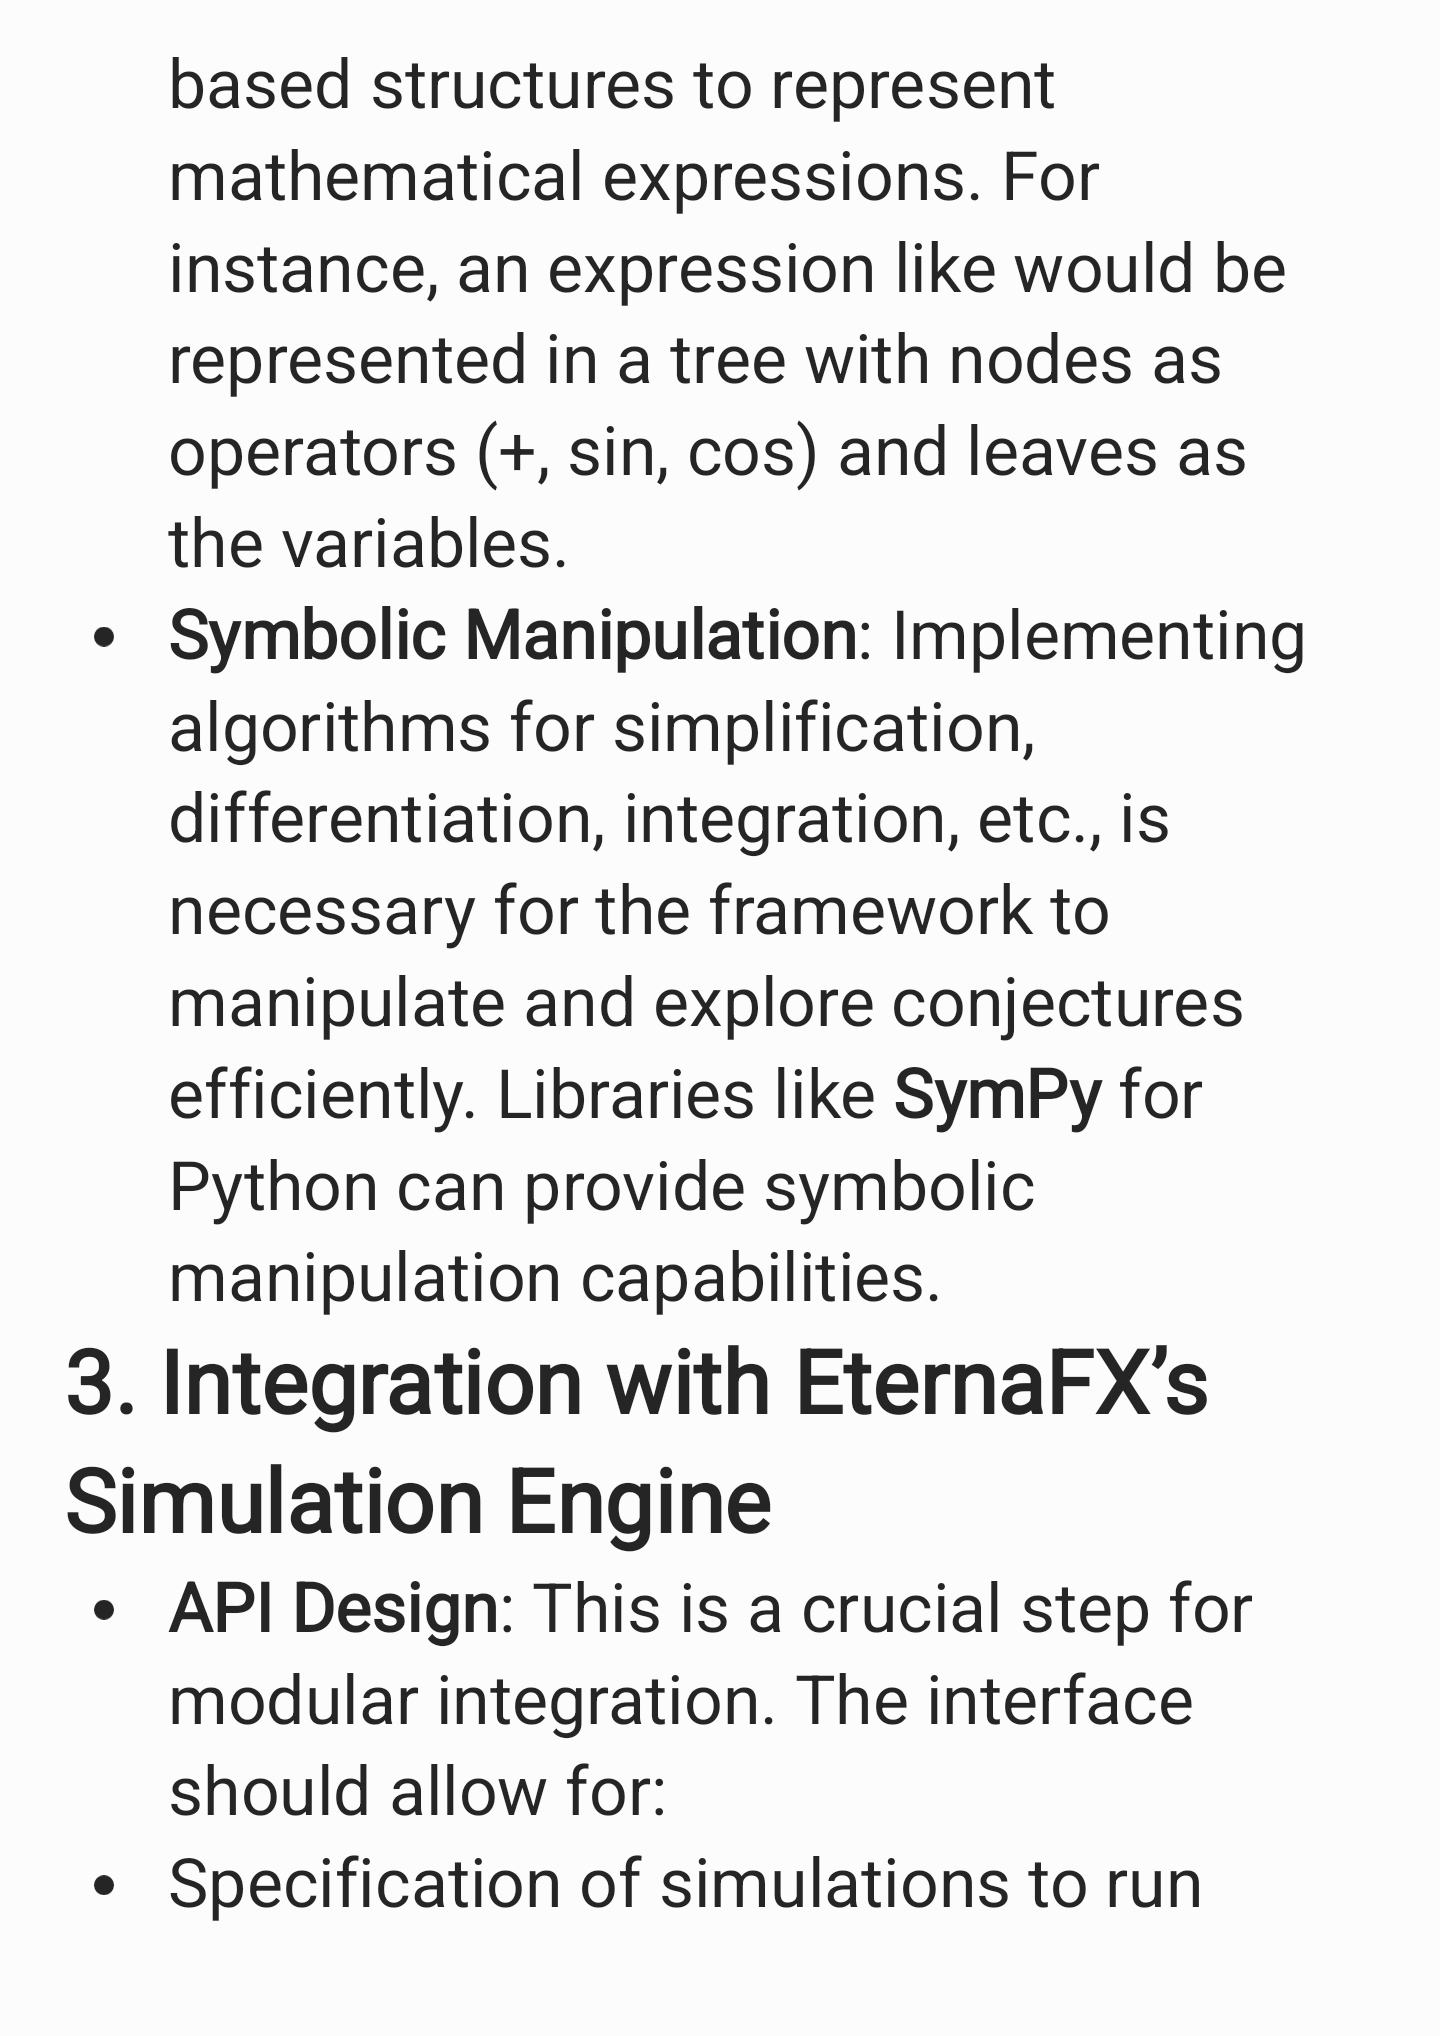 based structures to represent
mathematical expressions. For
instance, an expression like would be
represented in a tree with nodes as
operators (+, sin, cos) and leaves as
the variables.
• Symbolic Manipulation: Implementing
algorithms for simplification,
differentiation, integration, etc., is
necessary for the framework to
manipulate and explore conjectures
efficiently. Libraries like SymPy for
Python can provide symbolic
manipulation capabilities.
3. Integration with EternaFX’s
Simulation Engine
• API Design: This is a crucial step for
modular integration. The interface
should allow for:
• Specification of simulations to run